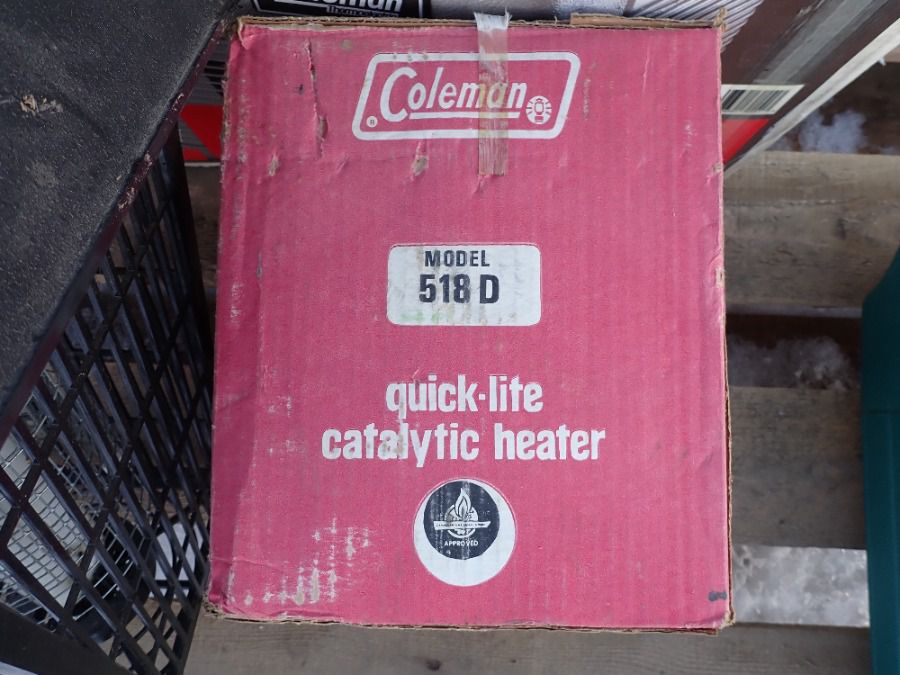 Coleman
®
MODEL
518 D
quick-lite
catalytic heater
APPROVED